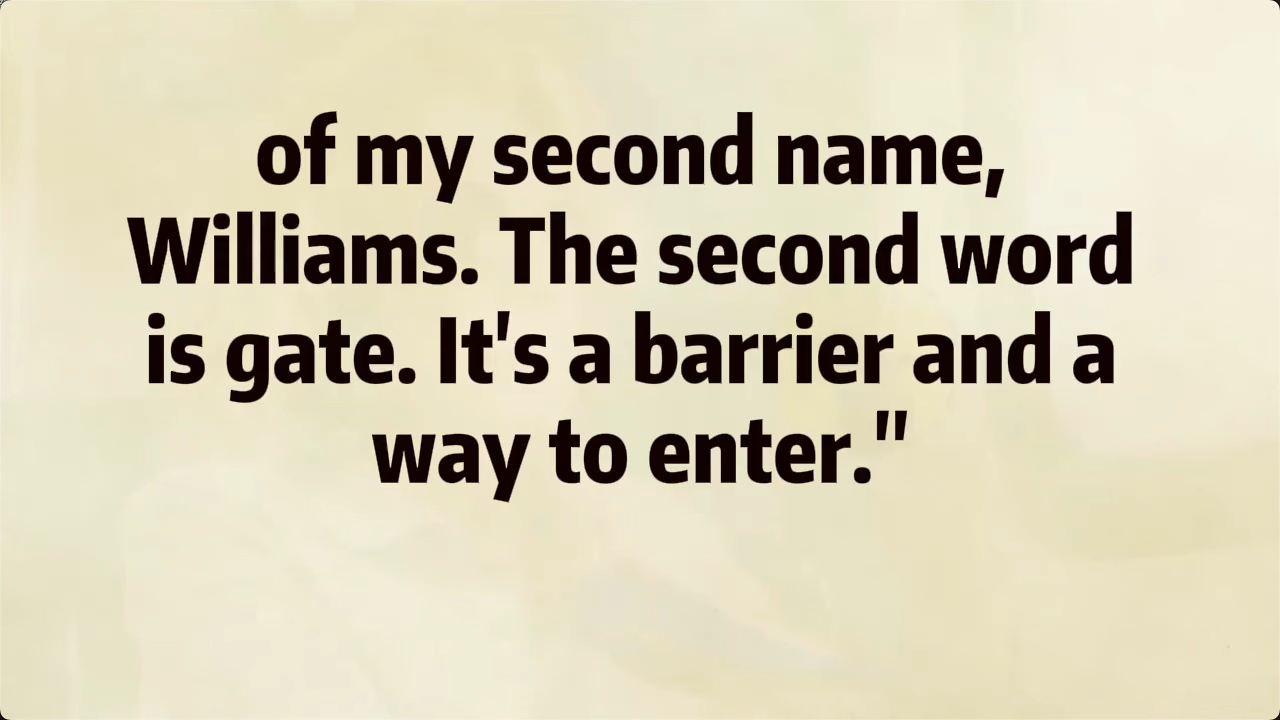 of my second name,
Williams. The second word
is gate. It's a barrier and a
way to enter."